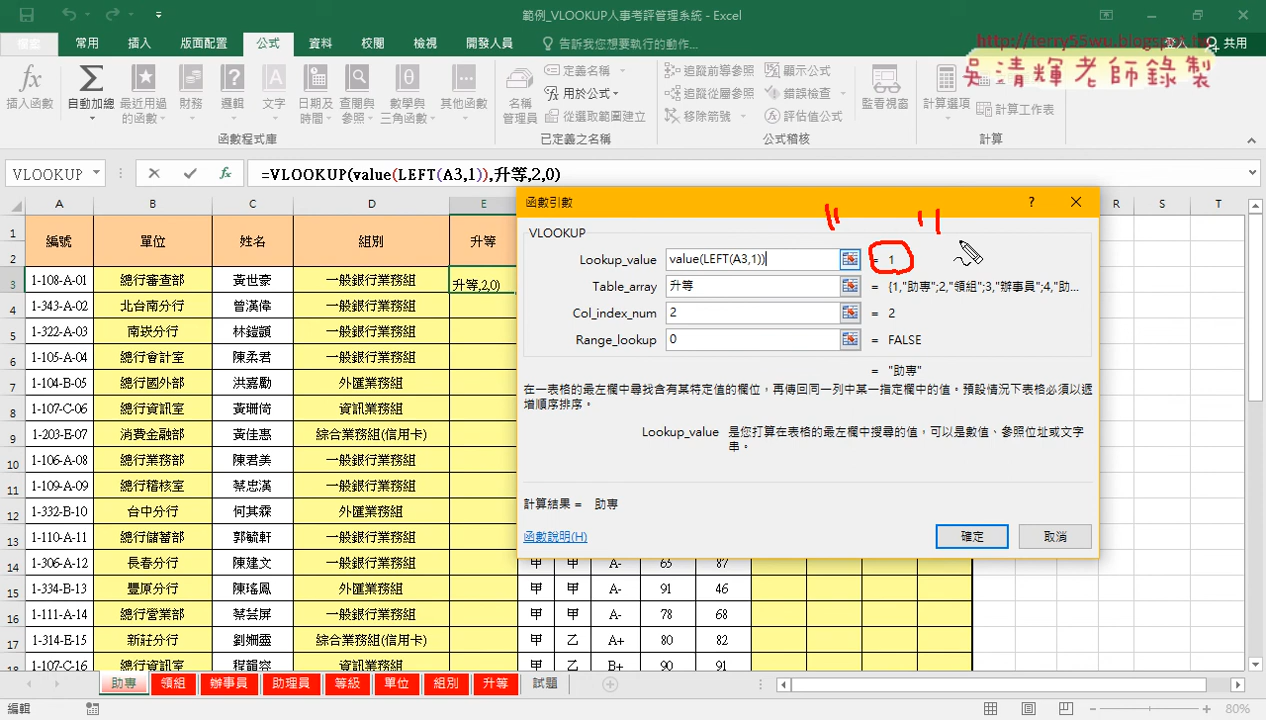 範例_VLOOKUP人事考評管理系統 - Excel
檔案 常用 插入 版面配置 公式 資料 校閱 檢視 開發人員 告訴我您想要執行的動作... 登入 共用
http://terry55wu.blogspot.tw
吳清輝老師錄製
插入函數 自動加總 最近用過的函數 財務 邏輯 文字 日期及時間 查閱與參照 數學與三角函數 其他函數
函數程式庫
名稱管理員 定義名稱 用於公式 從選取範圍建立
已定義之名稱
追蹤前導參照 追蹤從屬參照 移除箭號 顯示公式 錯誤檢查 評估值公式
公式稽核
監看視窗
計算選項 計算工作表
計算
VLOOKUP =VLOOKUP(value(LEFT(A3,1)),升等,2,0)
A B C D E R S T
1 2 編號 單位 姓名 組別 升等
3 1-108-A-01 總行審查部 黃世豪 一般銀行業務組 升等,2,0)
4 1-343-A-02 北台南分行 曾漢偉 一般銀行業務組
5 1-322-A-03 南崁分行 林鎧顗 一般銀行業務組
6 1-105-A-04 總行會計室 陳柔君 一般銀行業務組
7 1-104-B-05 總行國外部 洪嘉勵 外匯業務組
8 1-107-C-06 總行資訊室 黃珊倚 資訊業務組
9 1-203-E-07 消費金融部 黃佳惠 綜合業務組(信用卡)
10 1-106-A-08 總行業務部 陳君美 一般銀行業務組
11 1-109-A-09 總行稽核室 蔡忠漢 一般銀行業務組
12 1-332-B-10 台中分行 何其霖 外匯業務組
13 1-110-A-11 總行儲蓄部 郭毓軒 一般銀行業務組
14 1-306-A-12 長春分行 陳建文 一般銀行業務組 甲 甲 A- 65 87
15 1-334-B-13 豐原分行 陳瑤鳳 外匯業務組 甲 甲 A- 91 46
16 1-111-A-14 總行營業部 蔡芸屏 一般銀行業務組 甲 甲 A- 78 68
17 1-314-E-15 新莊分行 劉姍靈 綜合業務組(信用卡) 甲 乙 A+ 80 82
18 1-107-C-16 總行資訊室 程韻容 資訊業務組 甲 乙 B+ 90 91
函數引數
VLOOKUP
Lookup_value value(LEFT(A3,1)) = 1
Table_array 升等 = {1,"助專";2,"領組";3,"辦事員";4,"助...
Col_index_num 2 = 2
Range_lookup 0 = FALSE
= "助專"
在一表格的最左欄中尋找含有某特定值的欄位，再傳回同一列中某一指定欄中的值。預設情況下表格必須以遞
增順序排序。
Lookup_value 是您打算在表格的最左欄中搜尋的值，可以是數值、參照位址或文字
串。
計算結果 = 助專
函數說明(H) 確定 取消
助專 領組 辦事員 助理員 等級 單位 組別 升等 試題
編輯 80%